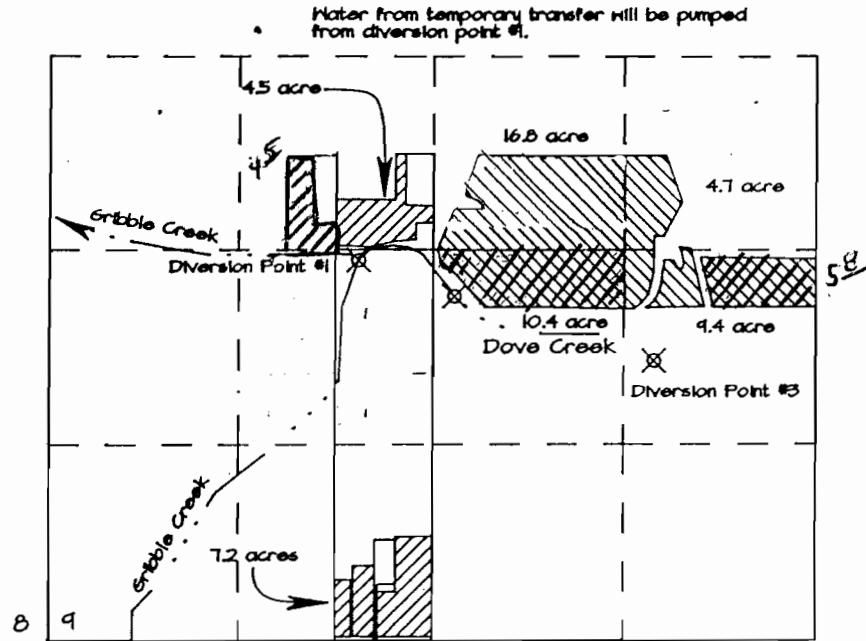 Water from temporary transfer will be pumped
from diversion point #1.
4.5 acre
16.8 acre
4.7 acre
Gribble Creek
Diversion Point #1
5 8
10.4 acre
9.4 acre
Dove Creek
Diversion Point #3
Gribble Creek
7.2 acres
8 9